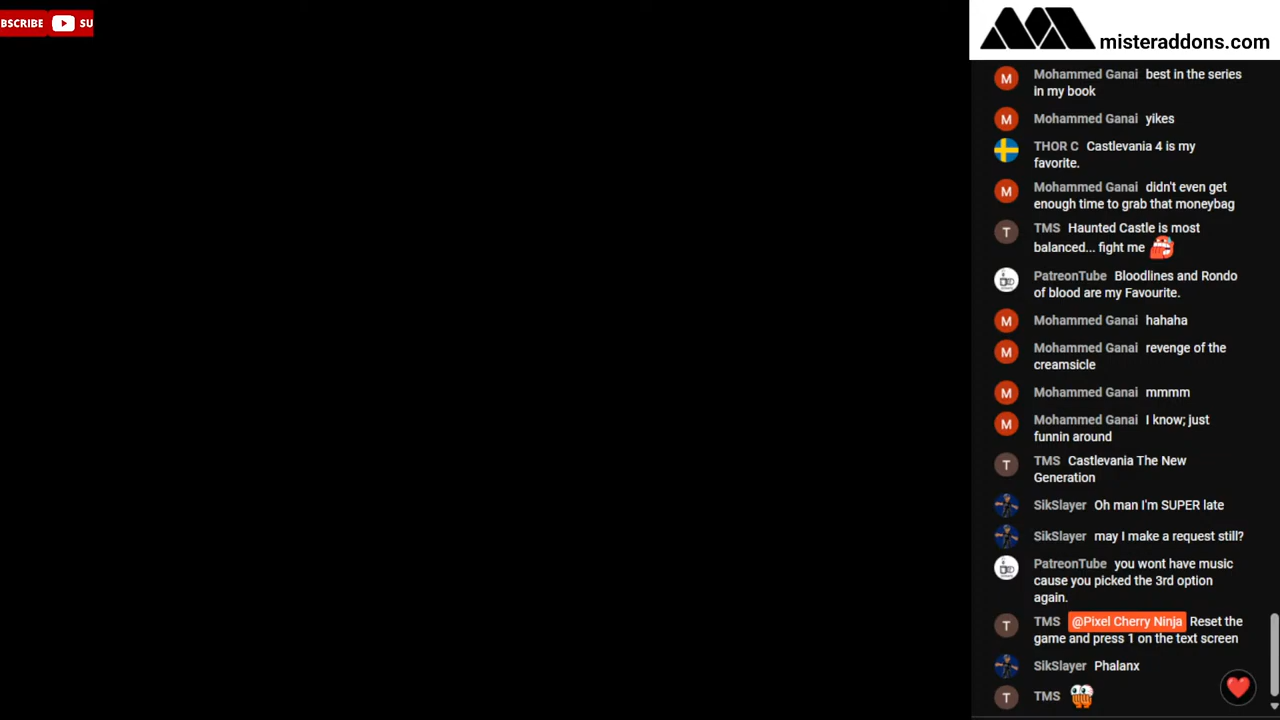 BSCRIBE SU
misteraddons.com
Mohammed Ganai best in the series
in my book
Mohammed Ganai yikes
THOR C Castlevania 4 is my
favorite.
Mohammed Ganai didn't even get
enough time to grab that moneybag
TMS Haunted Castle is most
balanced... fight me
PatreonTube Bloodlines and Rondo
of blood are my Favourite.
Mohammed Ganai hahaha
Mohammed Ganai revenge of the
creamsicle
Mohammed Ganai mmmm
Mohammed Ganai I know; just
funnin around
TMS Castlevania The New
Generation
SikSlayer Oh man I'm SUPER late
SikSlayer may I make a request still?
PatreonTube you wont have music
cause you picked the 3rd option
again.
TMS @Pixel Cherry Ninja Reset the
game and press 1 on the text screen
SikSlayer Phalanx
TMS